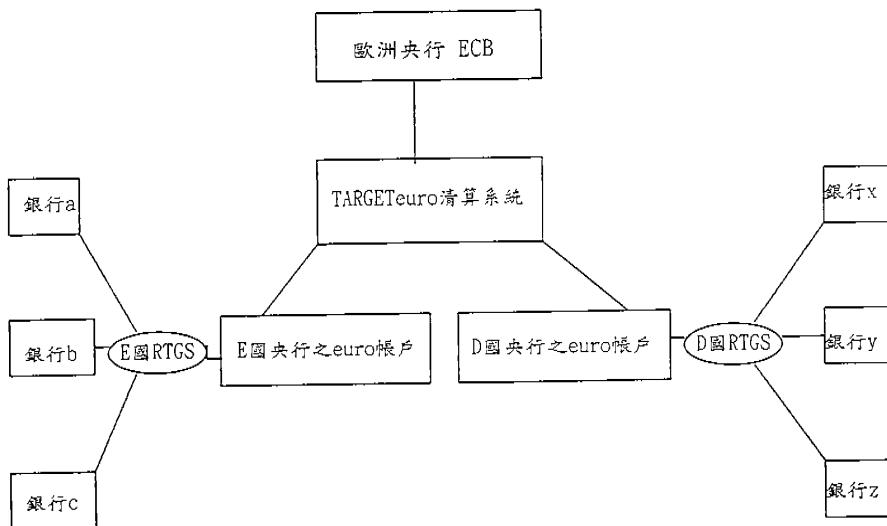 歐洲央行 ECB
TARGETeuro清算系統
銀行a
銀行x
銀行b
E國RTGS
E國央行之euro帳戶
D國央行之euro帳戶
D國RTGS
銀行y
銀行c
銀行z